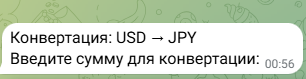 Конвертация: USD → JPY
Введите сумму для конвертации:
00:56